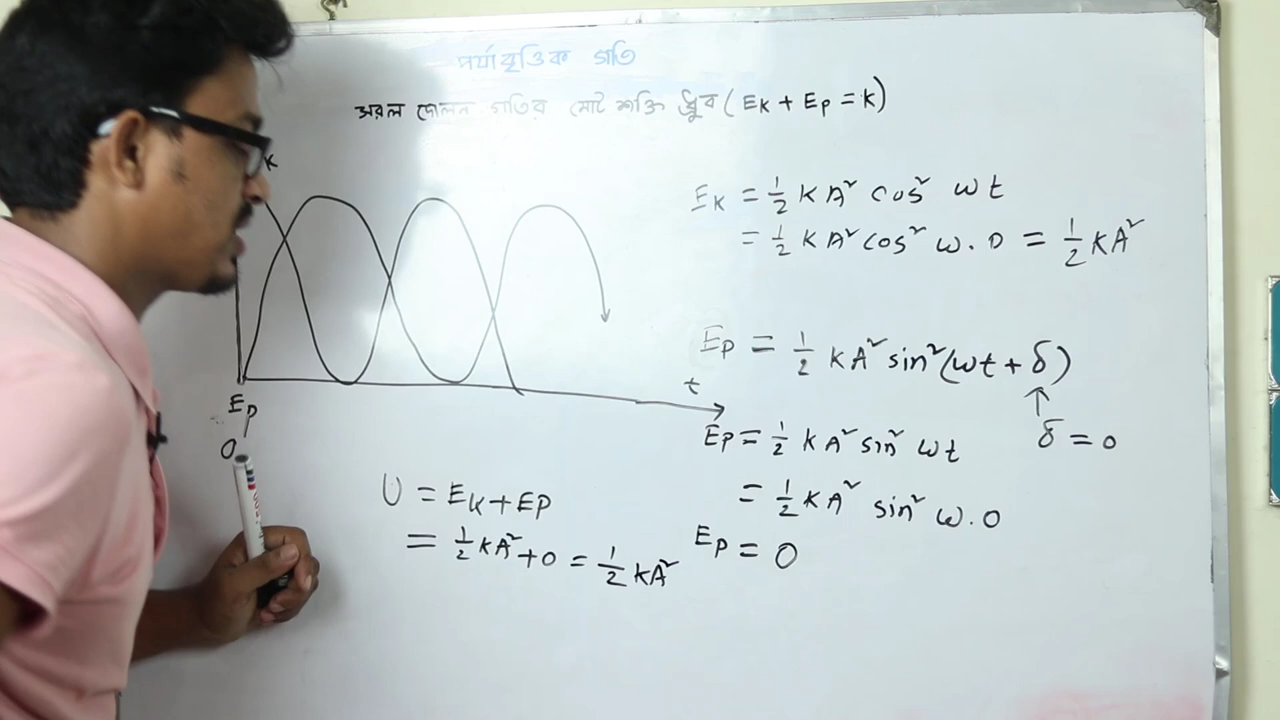 পর্যাবৃত্তিক গতি
সরল দোলন গতির মোট শক্তি ধ্রুব (EK + EP = K)
K
EK = 1/2 KA² cos² ωt
= 1/2 KA² cos² ω.0 = 1/2 KA²
EP = 1/2 KA² sin² (ωt + δ)
↑
δ = 0
t
EP
0
EP = 1/2 KA² sin² ωt
= 1/2 KA² sin² ω.0
EP = 0
U = EK + EP
= 1/2 KA² + 0 = 1/2 KA²